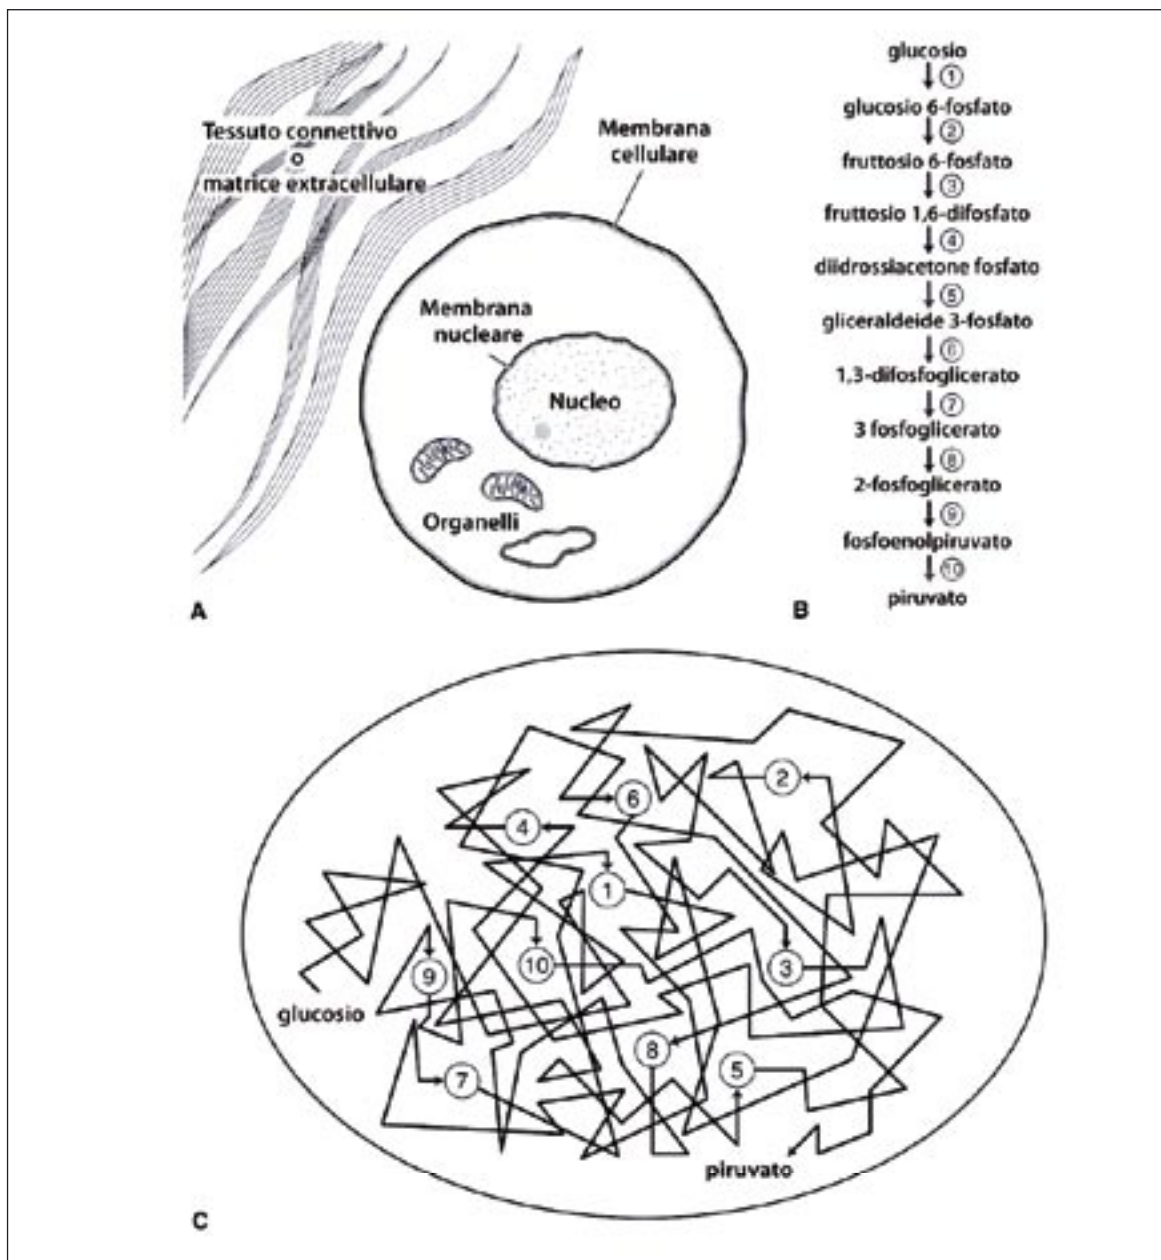 Tessuto connettivo
o
matrice extracellulare
Membrana
cellulare
Membrana
nucleare
Nucleo
Organelli
A
glucosio
1
glucosio 6-fosfato
2
fruttosio 6-fosfato
3
fruttosio 1,6-difosfato
4
diidrossiacetone fosfato
5
gliceraldeide 3-fosfato
6
1,3-difosfoglicerato
7
3 fosfoglicerato
8
2-fosfoglicerato
9
fosfoenolpiruvato
10
piruvato
B
2
6
4
1
3
10
9
glucosio
8
5
7
piruvato
C